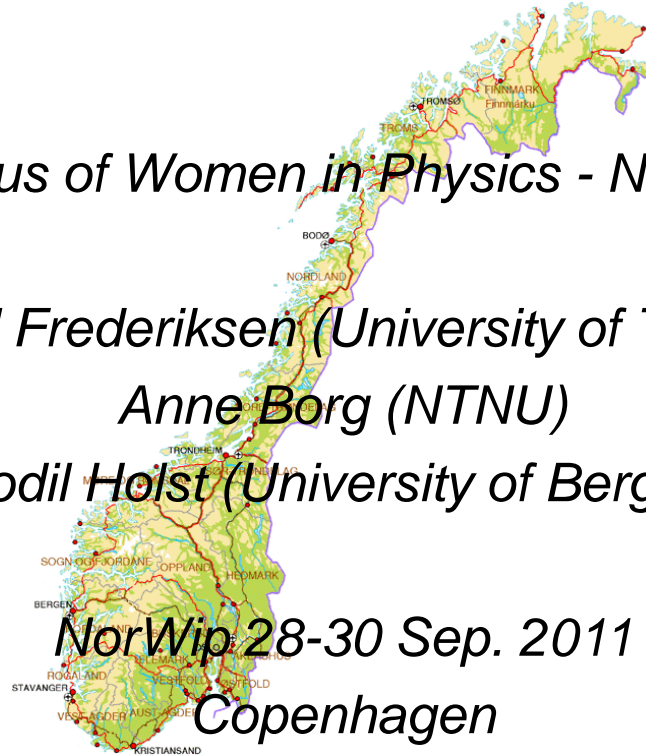 FINNMARK
Finnmárku
TROMSØ
TROMS
us of Women in Physics - N
BODØ
NORDLAND
Frederiksen (University of
Anne Borg (NTNU)
TRONDHEIM
odil Holst (University of Berg
SOGN OG FJORDANE
OPPLAND
HEDMARK
BERGEN
NorWip 28-30 Sep. 2011
TELEMARK
ROGALAND
VESTFOLD
ØSTFOLD
STAVANGER
VEST-AGDER
AUST-AGDER
Copenhagen
KRISTIANSAND